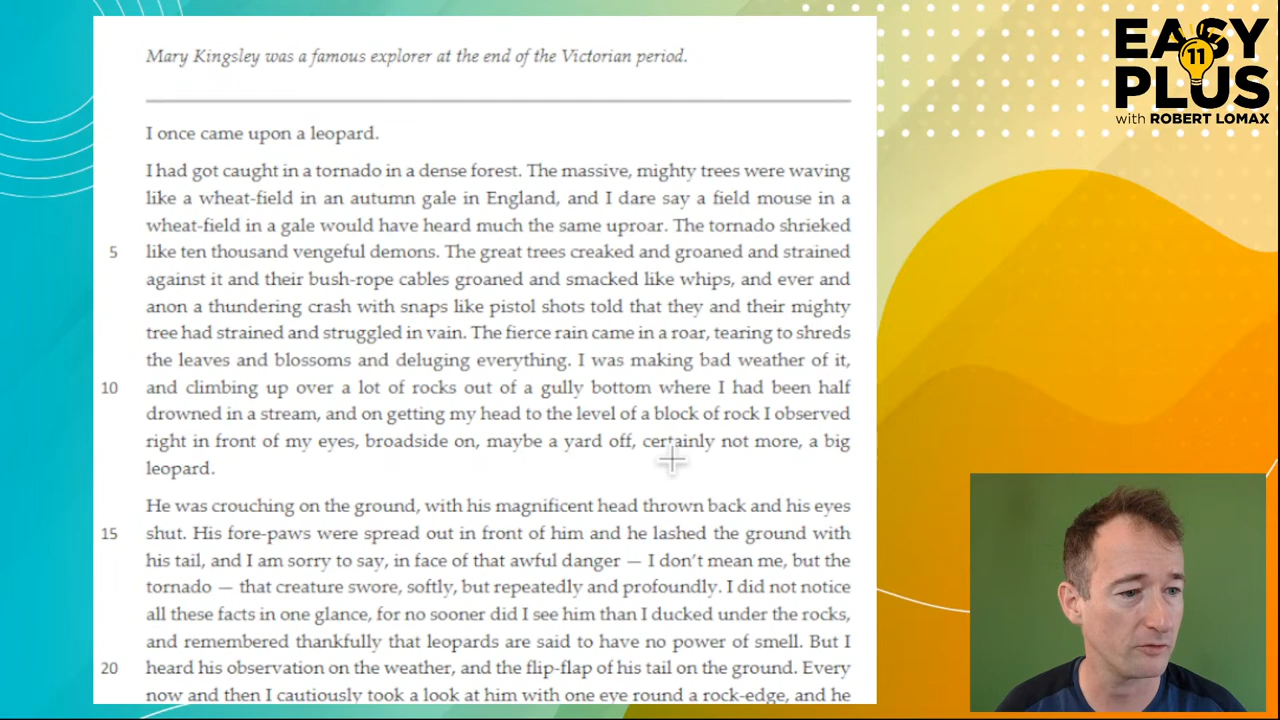 Mary Kingsley was a famous explorer at the end of the Victorian period.
I once came upon a leopard.
I had got caught in a tornado in a dense forest. The massive, mighty trees were waving
like a wheat-field in an autumn gale in England, and I dare say a field mouse in a
wheat-field in a gale would have heard much the same uproar. The tornado shrieked
5 like ten thousand vengeful demons. The great trees creaked and groaned and strained
against it and their bush-rope cables groaned and smacked like whips, and ever and
anon a thundering crash with snaps like pistol shots told that they and their mighty
tree had strained and struggled in vain. The fierce rain came in a roar, tearing to shreds
the leaves and blossoms and deluging everything. I was making bad weather of it,
10 and climbing up over a lot of rocks out of a gully bottom where I had been half
drowned in a stream, and on getting my head to the level of a block of rock I observed
right in front of my eyes, broadside on, maybe a yard off, certainly not more, a big
leopard.
He was crouching on the ground, with his magnificent head thrown back and his eyes
15 shut. His fore-paws were spread out in front of him and he lashed the ground with
his tail, and I am sorry to say, in face of that awful danger — I don't mean me, but the
tornado — that creature swore, softly, but repeatedly and profoundly. I did not notice
all these facts in one glance, for no sooner did I see him than I ducked under the rocks,
and remembered thankfully that leopards are said to have no power of smell. But I
20 heard his observation on the weather, and the flip-flap of his tail on the ground. Every
now and then I cautiously took a look at him with one eye round a rock-edge, and he
EASY
11
PLUS
with ROBERT LOMAX